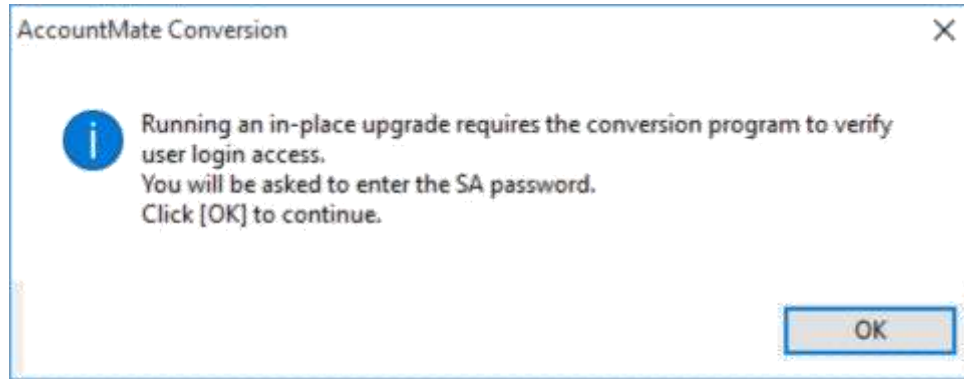 AccountMate Conversion
Running an in-place upgrade requires the conversion program to verify
user login access.
You will be asked to enter the SA password.
Click [OK] to continue.
OK